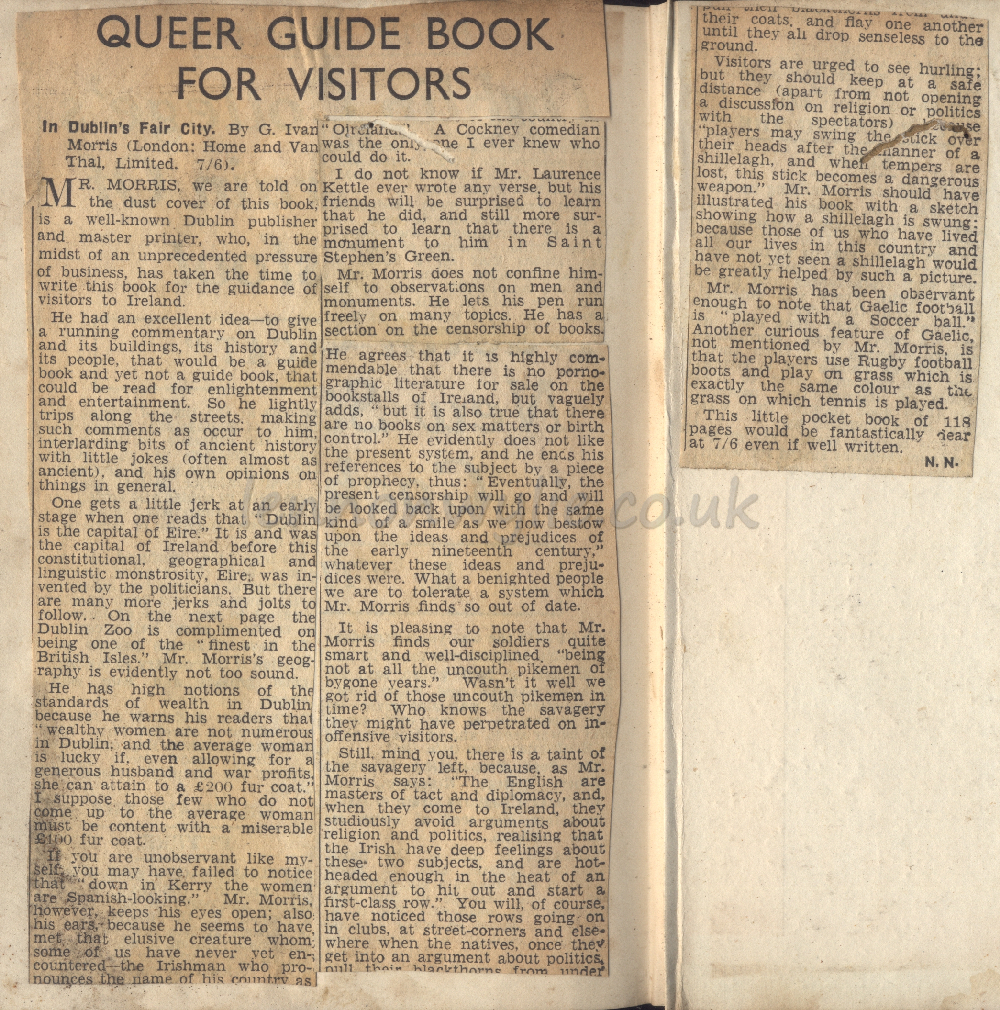 QUEER GUIDE BOOK
FOR VISITORS
In Dublin's Fair City. By G. Ivan
Morris (London: Home and Van
Thal, Limited. 7/6).
MR. MORRIS, we are told on
the dust cover of this book,
is a well-known Dublin publisher
and master printer, who, in the
midst of an unprecedented pressure
of business, has taken the time to
write this book for the guidance of
visitors to Ireland.
He had an excellent idea—to give
a running commentary on Dublin
and its buildings, its history and
its people, that would be a guide
book and yet not a guide book, that
could be read for enlightenment
and entertainment. So he lightly
trips along the streets, making
such comments as occur to him,
interlarding bits of ancient history
with little jokes (often almost as
ancient), and his own opinions on
things in general.
One gets a little jerk at an early
stage when one reads that "Dublin
is the capital of Eire." It is and was
the capital of Ireland before this
constitutional, geographical and
linguistic monstrosity, Eire, was in-
vented by the politicians. But there
are many more jerks and jolts to
follow. On the next page the
Dublin Zoo is complimented on
being one of the "finest in the
British Isles." Mr. Morris's geog-
raphy is evidently not too sound.
He has high notions of the
standards of wealth in Dublin
because he warns his readers that
"wealthy women are not numerous
in Dublin; and the average woman
is lucky if, even allowing for a
generous husband and war profits,
she can attain to a £200 fur coat."
I suppose those few who do not
come up to the average woman
must be content with a miserable
£100 fur coat.
If you are unobservant like my-
self, you may have failed to notice
that "down in Kerry the women
are Spanish-looking." Mr. Morris,
however, keeps his eyes open; also
his ears, because he seems to have
met that elusive creature whom
some of us have never yet en-
countered—the Irishman who pro-
nounces the name of his country as
"Oireland." A Cockney comedian
was the only one I ever knew who
could do it.
I do not know if Mr. Laurence
Kettle ever wrote any verse, but his
friends will be surprised to learn
that he did, and still more sur-
prised to learn that there is a
monument to him in Saint
Stephen's Green.
Mr. Morris does not confine him-
self to observations on men and
monuments. He lets his pen run
freely on many topics. He has a
section on the censorship of books.
He agrees that it is highly com-
mendable that there is no porno-
graphic literature for sale on the
bookstalls of Ireland, but vaguely
adds, "but it is also true that there
are no books on sex matters or birth
control." He evidently does not like
the present system, and he ends his
references to the subject by a piece
of prophecy, thus: "Eventually, the
present censorship will go and will
be looked back upon with the same
kind of a smile as we now bestow
upon the ideas and prejudices of
the early nineteenth century,"
whatever these ideas and preju-
dices were. What a benighted people
we are to tolerate a system which
Mr. Morris finds so out of date.
It is pleasing to note that Mr.
Morris finds our soldiers quite
smart and well-disciplined, "being
not at all the uncouth pikemen of
bygone years." Wasn't it well we
got rid of those uncouth pikemen in
time? Who knows the savagery
they might have perpetrated on in-
offensive visitors.
Still, mind you, there is a taint of
the savagery left, because, as Mr.
Morris says: "The English are
masters of tact and diplomacy, and,
when they come to Ireland, they
studiously avoid arguments about
religion and politics, realising that
the Irish have deep feelings about
these two subjects, and are hot-
headed enough in the heat of an
argument to hit out and start a
first-class row." You will, of course,
have noticed those rows going on
in clubs, at street-corners and else-
where when the natives, once they
get into an argument about politics,
pull their blackthorns from under
pull their blackthorns from under
their coats, and flay one another
until they all drop senseless to the
ground.
Visitors are urged to see hurling;
but they should keep at a safe
distance (apart from not opening
a discussion on religion or politics
with the spectators) because
"players may swing the stick over
their heads after the manner of a
shillelagh, and when tempers are
lost, this stick becomes a dangerous
weapon." Mr. Morris should have
illustrated his book with a sketch
showing how a shillelagh is swung;
because those of us who have lived
all our lives in this country and
have not yet seen a shillelagh would
be greatly helped by such a picture.
Mr. Morris has been observant
enough to note that Gaelic football
is "played with a Soccer ball."
Another curious feature of Gaelic,
not mentioned by Mr. Morris, is
that the players use Rugby football
boots and play on grass which is
exactly the same colour as the
grass on which tennis is played.
This little pocket book of 118
pages would be fantastically dear
at 7/6 even if well written.
N. N.